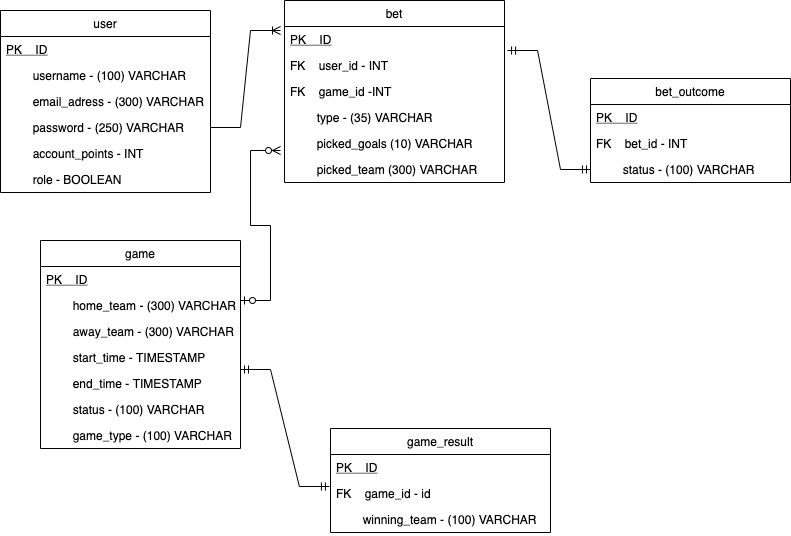 user
PK ID
username - (100) VARCHAR
email_adress - (300) VARCHAR
password - (250) VARCHAR
account_points - INT
role - BOOLEAN
bet
PK ID
FK user_id - INT
FK game_id -INT
type - (35) VARCHAR
picked_goals (10) VARCHAR
picked_team (300) VARCHAR
bet_outcome
PK ID
FK bet_id - INT
status - (100) VARCHAR
game
PK ID
home_team - (300) VARCHAR
away_team - (300) VARCHAR
start_time - TIMESTAMP
end_time - TIMESTAMP
status - (100) VARCHAR
game_type - (100) VARCHAR
game_result
PK ID
FK game_id - id
winning_team - (100) VARCHAR